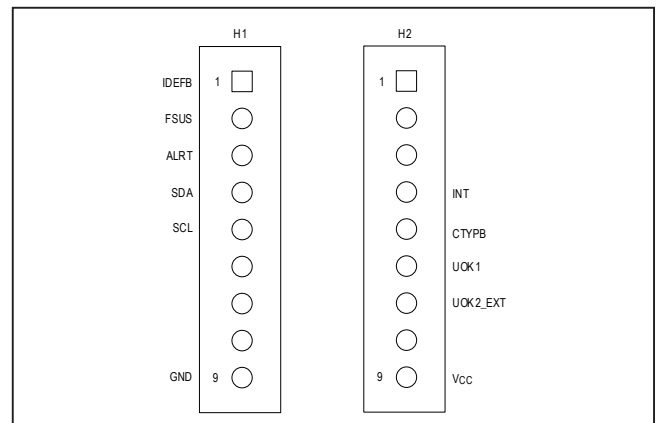 H1 H2
IDEFB 1 1
FSUS
ALRT
SDA INT
SCL CTYPB
UOK1
UOK2_EXT
GND 9 9 VCC